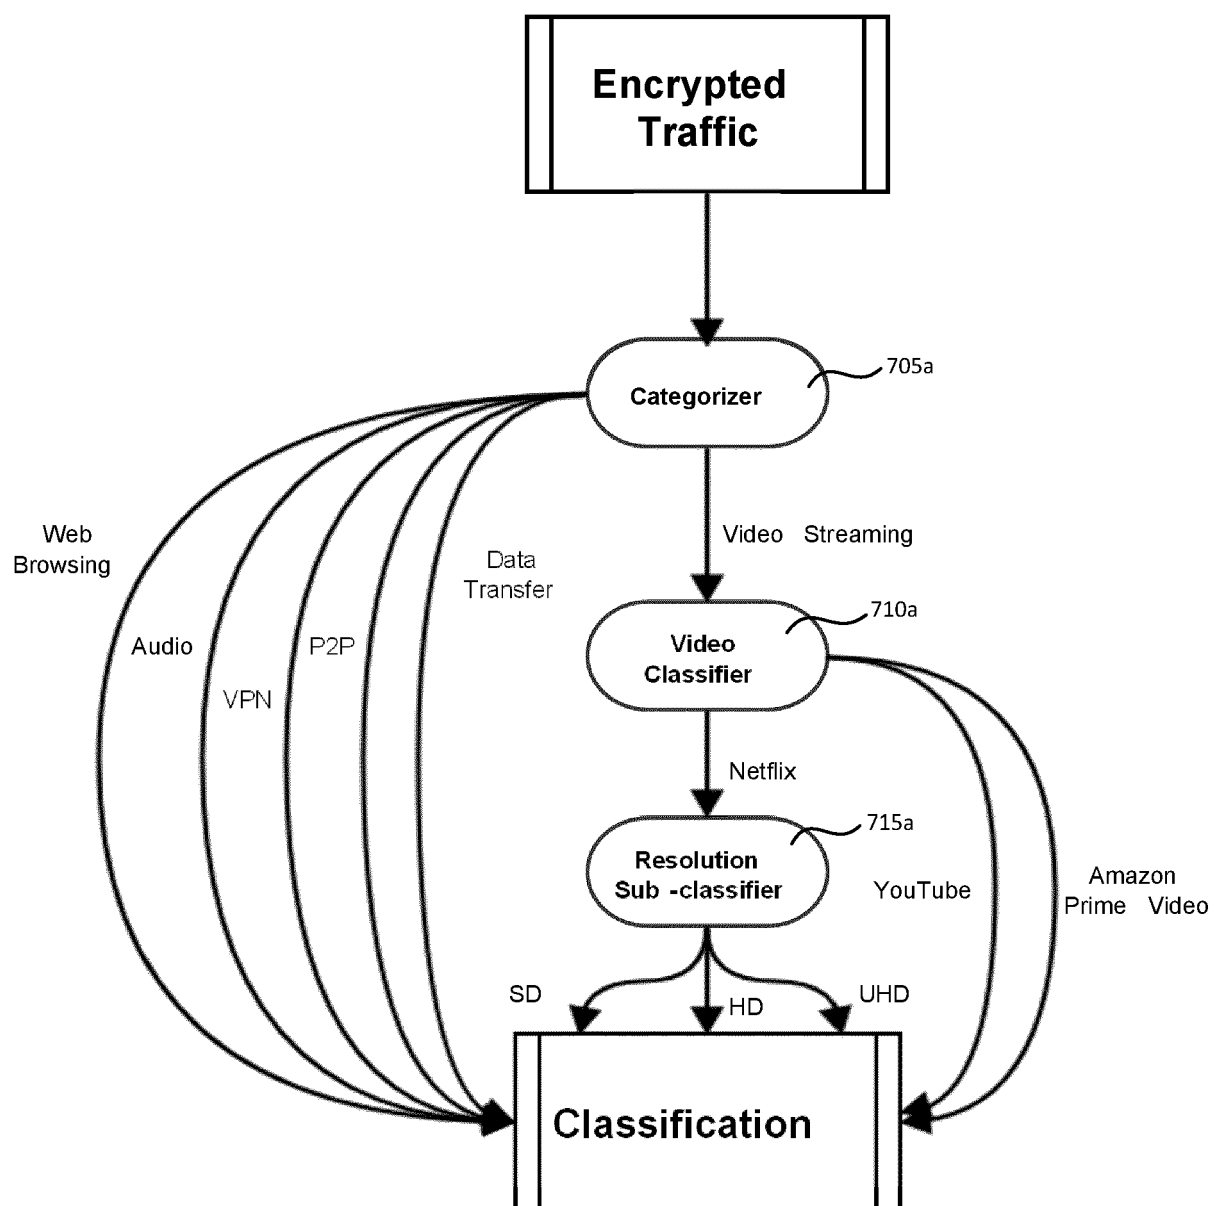 Encrypted
Traffic
705a
Categorizer
Web
Browsing
Video Streaming
Data
Transfer
710a
Audio
P2P
Video
Classifier
VPN
Netflix
715a
Resolution
Sub -classifier
YouTube
Amazon
Prime Video
SD
HD
UHD
Classification